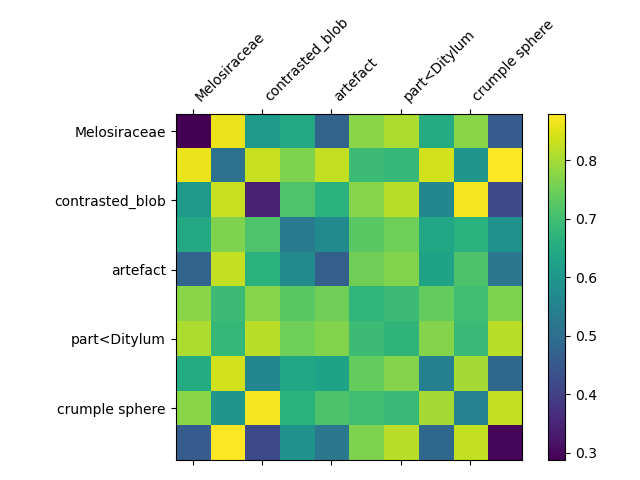 Melosiraceae
contrasted_blob
artefact
part<Ditylum
crumple sphere
Melosiraceae
contrasted_blob
artefact
part<Ditylum
crumple sphere
0.8
0.7
0.6
0.5
0.4
0.3